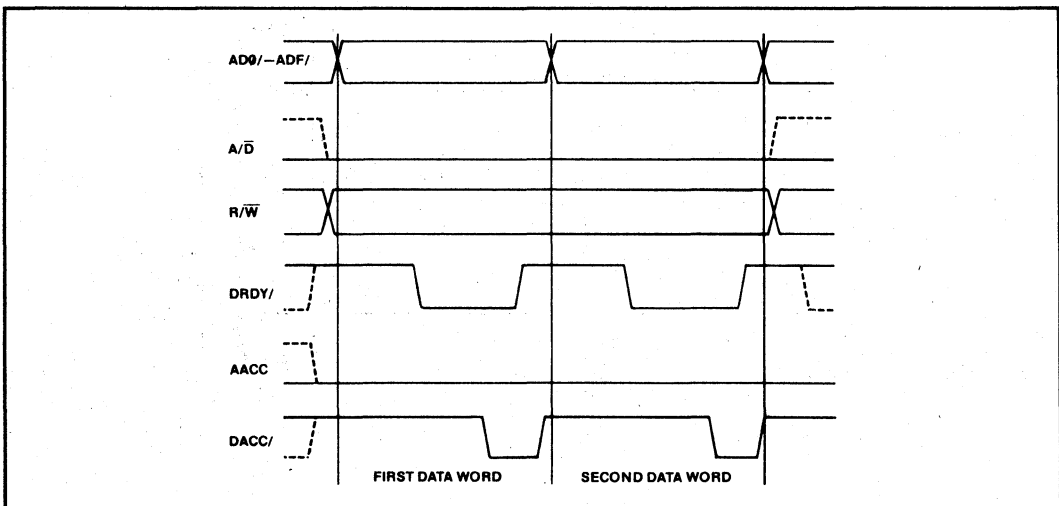 AD0/–ADF/
A/D̅
R/W̅
DRDY/
AACC
DACC/
FIRST DATA WORD SECOND DATA WORD